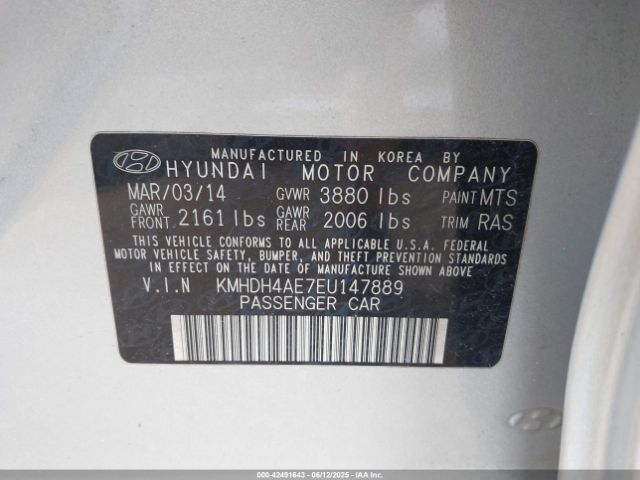 MANUFACTURED IN KOREA BY
HYUNDAI MOTOR COMPANY
MAR/03/14 GVWR 3880 lbs PAINT MTS
GAWR FRONT 2161 lbs GAWR REAR 2006 lbs TRIM RAS
THIS VEHICLE CONFORMS TO ALL APPLICABLE U.S.A. FEDERAL
MOTOR VEHICLE SAFETY, BUMPER, AND THEFT PREVENTION STANDARDS
IN EFFECT ON THE DATE OF MANUFACTURE SHOWN ABOVE.
V.I.N KMHDH4AE7EU147889
PASSENGER CAR
000-42491643 - 06/12/2025 - IAAI.COM